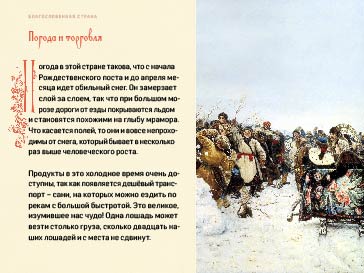 БЛАГОСЛОВЕННАЯ СТРАНА
Погода и торговля
Погода в этой стране такова, что с начала
Рождественского поста и до апреля ме-
сяца идет обильный снег. Он замерзает
слой за слоем, так что при большом мо-
розе дороги от езды покрываются льдом
и становятся похожими на глыбу мрамора.
Что касается полей, то они и вовсе непрохо-
димы от снега, который бывает в несколько
раз выше человеческого роста.
Продукты в это холодное время очень до-
ступны, так как появляется дешёвый транс-
порт – сани, на которых можно ездить по
рекам с большой быстротой. Это великое,
изумившее нас чудо! Одна лошадь может
везти столько груза, сколько двадцать на-
ших лошадей и с места не сдвинут.